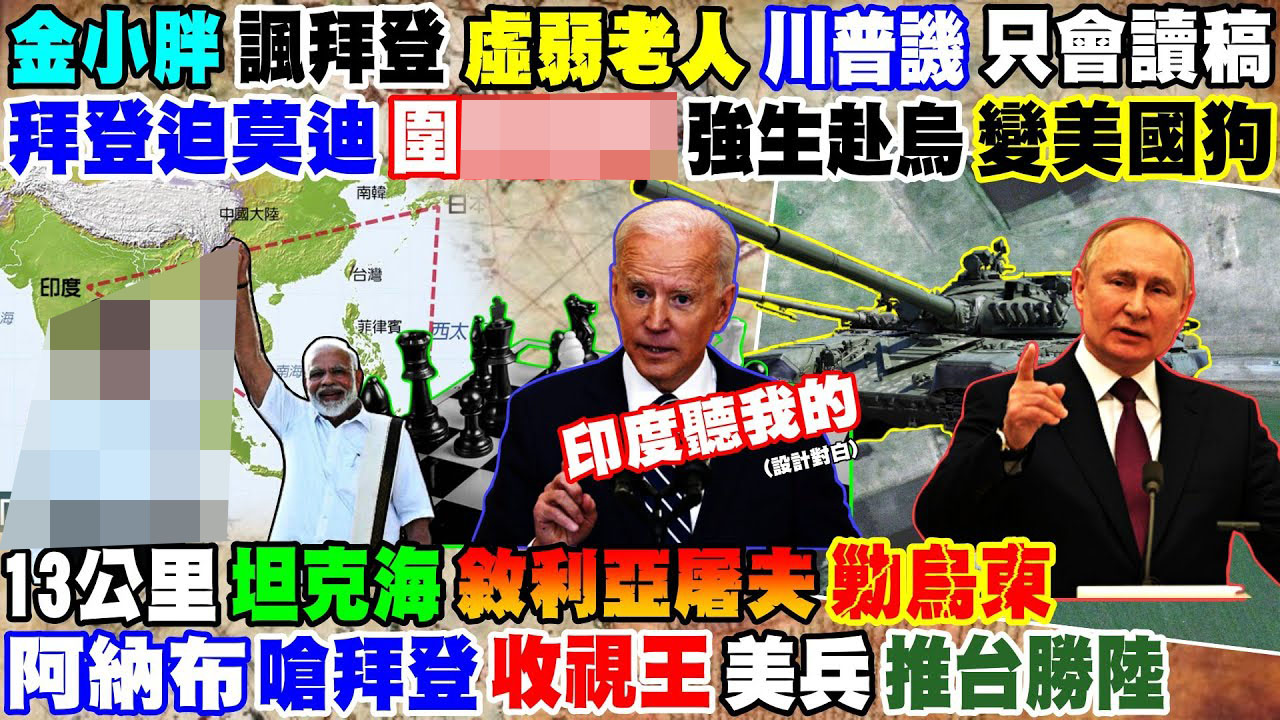 金小胖 諷拜登 虛弱老人 川普譏 只會讀稿
拜登迫莫迪 圍 強生赴烏 變美國狗
南韓
日本
中國大陸
印度
台灣
菲律賓
西太
南海
海
印度聽我的
(設計對白)
13公里 坦克海 敘利亞屠夫 勦烏東
阿納布 嗆拜登 收視王 美兵 推台勝陸